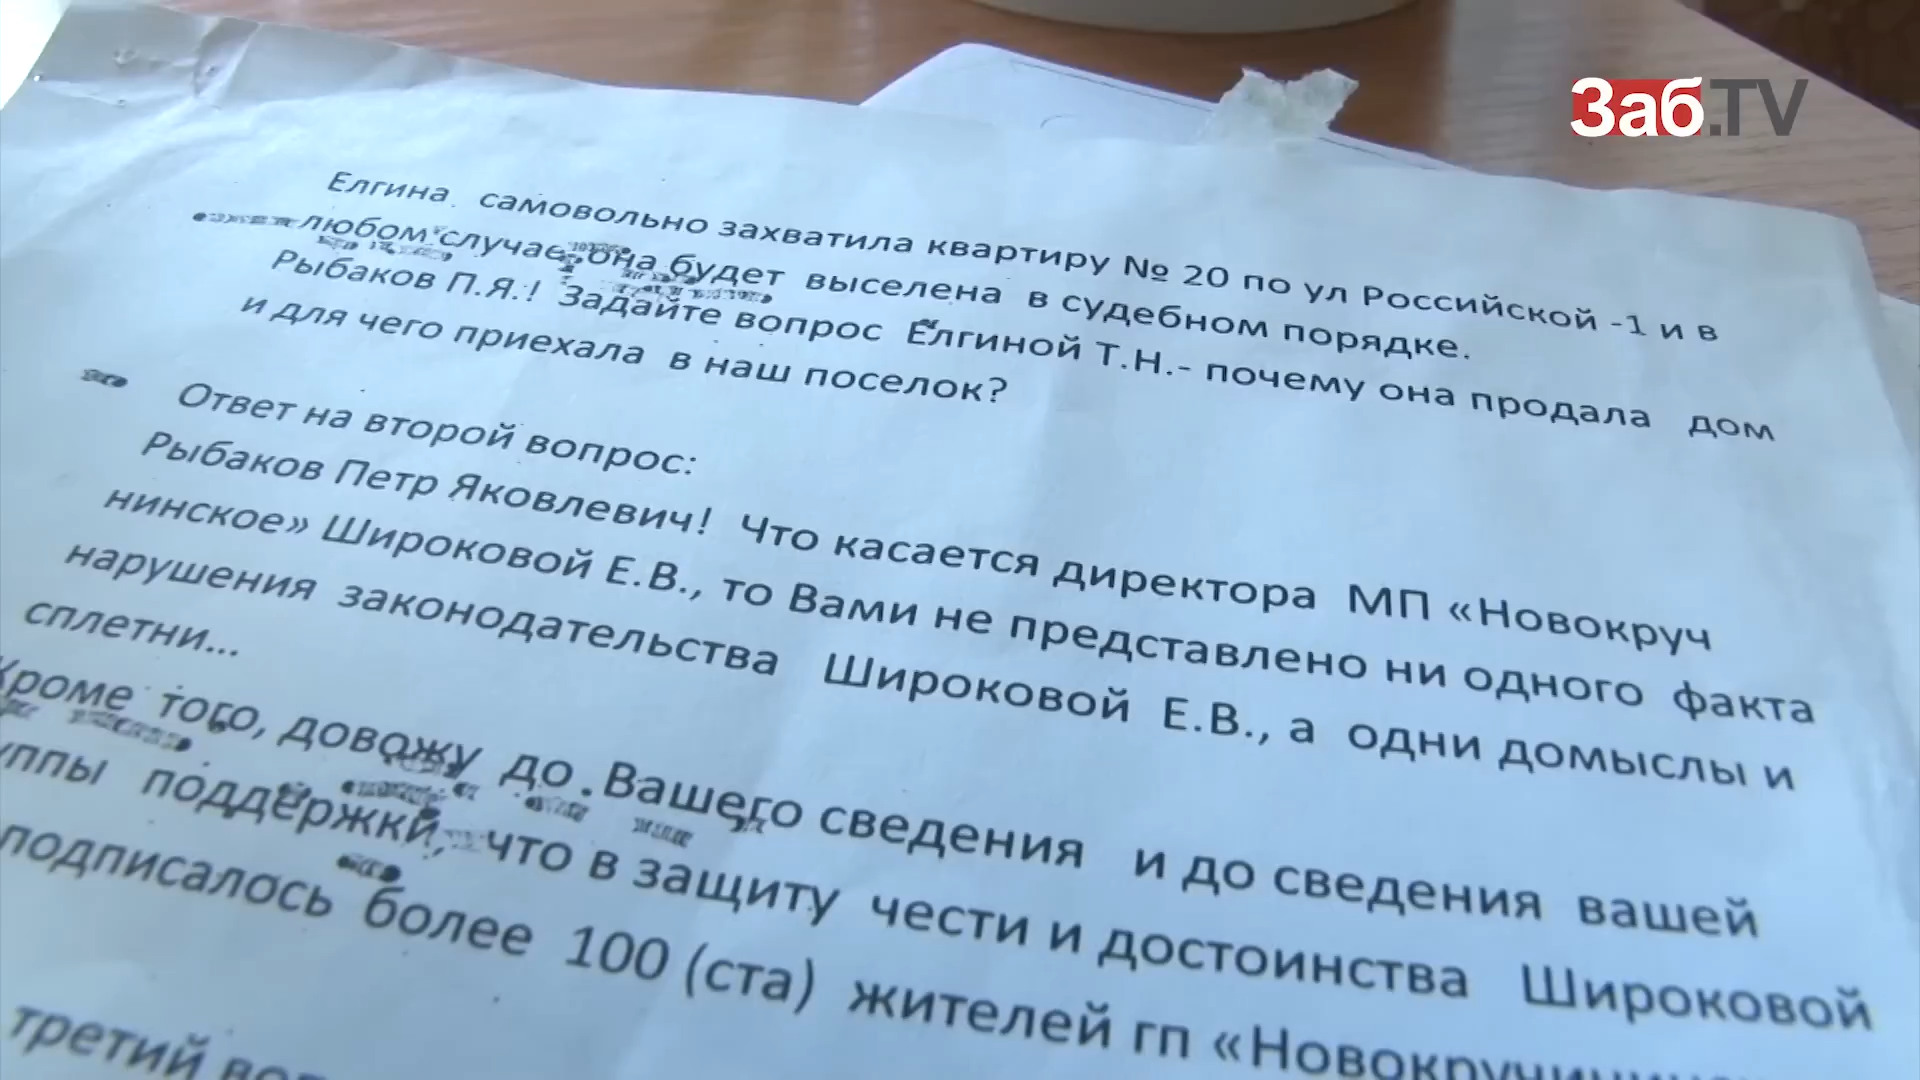 Заб.TV
Елгина. самовольно захватила квартиру № 20 по ул Российской -1 и в
любом случае она будет выселена в судебном порядке.
Рыбаков П.Я.! Задайте вопрос Елгиной Т.Н.- почему она продала дом
и для чего приехала в наш поселок?
Ответ на второй вопрос:
Рыбаков Петр Яковлевич! Что касается директора МП «Новокруч
нинское» Широковой Е.В., то Вами не представлено ни одного факта
нарушения законодательства Широковой Е.В., а одни домыслы и
сплетни...
Кроме того, довожу до Вашего сведения и до сведения вашей
уппы поддержки, что в защиту чести и достоинства Широковой
подписалось более 100 (ста) жителей гп «Новокручининск
третий воп